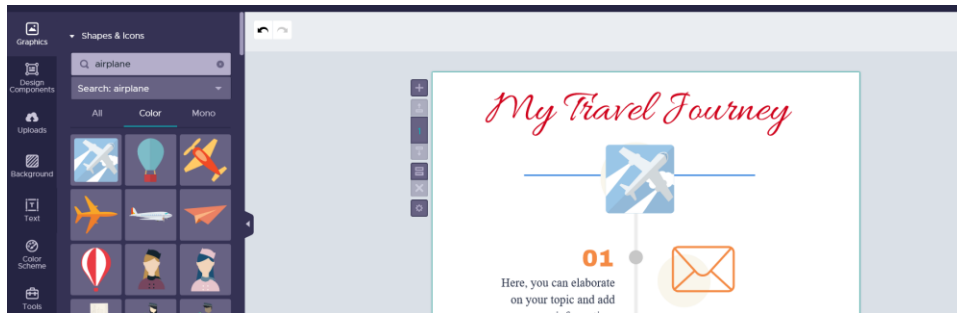 Graphics
Design
Components
Uploads
Background
Text
Color
Scheme
Tools
Shapes & Icons
airplane
Search: airplane
All Color Mono
My Travel Journey
01
Here, you can elaborate
on your topic and add